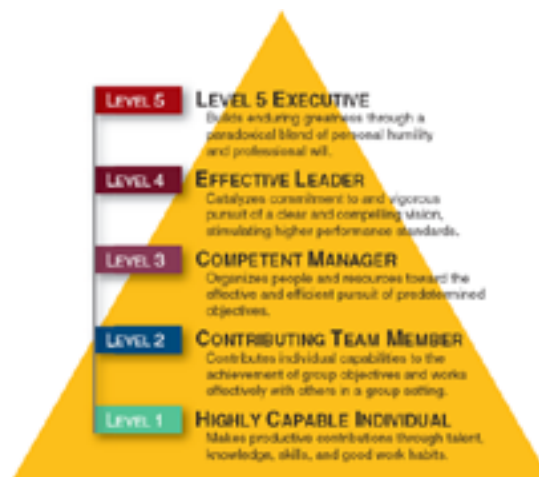 LEVEL 5
LEVEL 5 EXECUTIVE
Builds enduring greatness through a
paradoxical blend of personal humility
and professional will.
LEVEL 4
EFFECTIVE LEADER
Catalyzes commitment to and vigorous
pursuit of a clear and compelling vision,
stimulating higher performance standards.
LEVEL 3
COMPETENT MANAGER
Organizes people and resources toward the
effective and efficient pursuit of predetermined
objectives.
LEVEL 2
CONTRIBUTING TEAM MEMBER
Contributes individual capabilities to the
achievement of group objectives and works
effectively with others in a group setting.
LEVEL 1
HIGHLY CAPABLE INDIVIDUAL
Makes productive contributions through talent,
knowledge, skills, and good work habits.